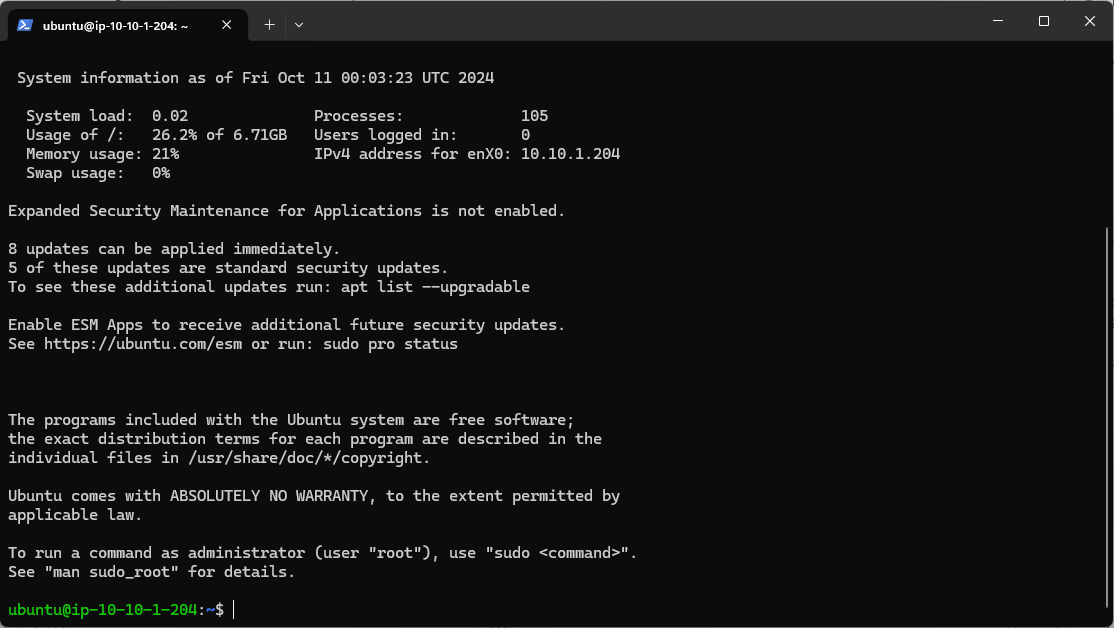 ubuntu@ip-10-10-1-204: ~
System information as of Fri Oct 11 00:03:23 UTC 2024
System load:  0.02              Processes:             105
Usage of /:   26.2% of 6.71GB   Users logged in:       0
Memory usage: 21%               IPv4 address for enX0: 10.10.1.204
Swap usage:   0%
Expanded Security Maintenance for Applications is not enabled.
8 updates can be applied immediately.
5 of these updates are standard security updates.
To see these additional updates run: apt list --upgradable
Enable ESM Apps to receive additional future security updates.
See https://ubuntu.com/esm or run: sudo pro status
The programs included with the Ubuntu system are free software;
the exact distribution terms for each program are described in the
individual files in /usr/share/doc/*/copyright.
Ubuntu comes with ABSOLUTELY NO WARRANTY, to the extent permitted by
applicable law.
To run a command as administrator (user "root"), use "sudo <command>".
See "man sudo_root" for details.
ubuntu@ip-10-10-1-204:~$